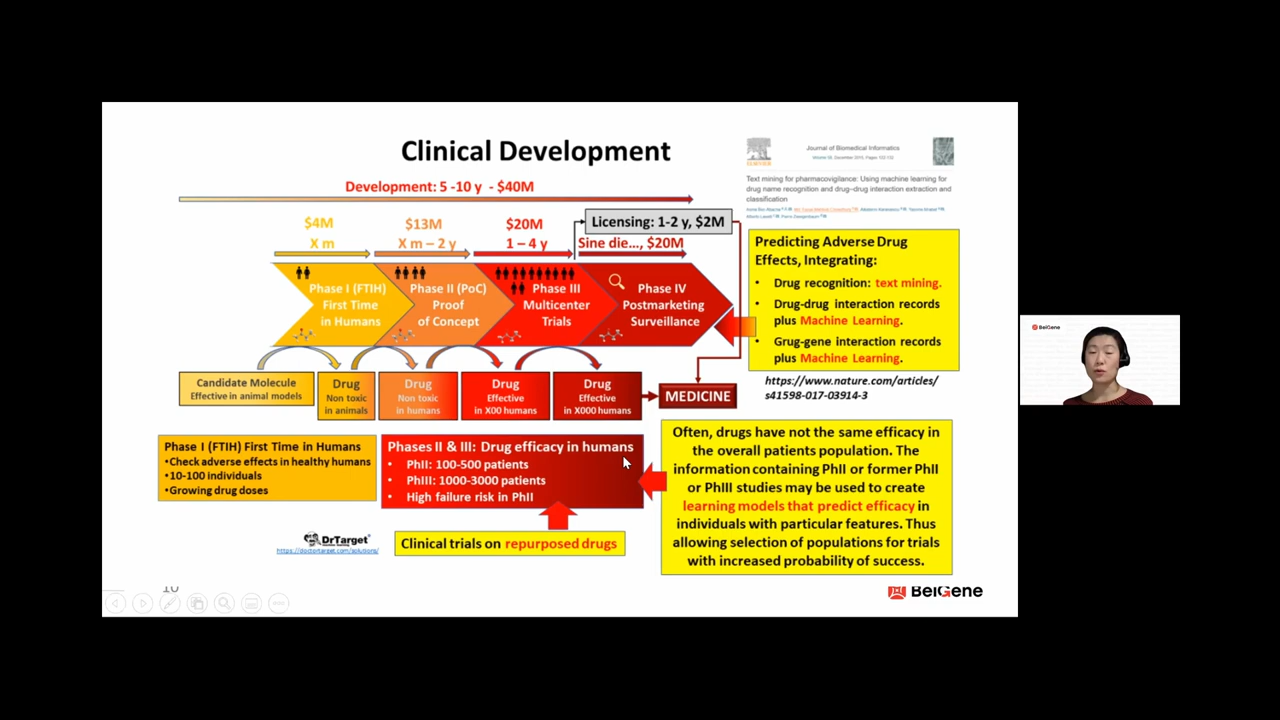 Clinical Development
Development: 5 -10 y - $40M
$4M
X m
$13M
X m – 2 y
$20M
1 – 4 y
Licensing: 1-2 y, $2M
Sine die..., $20M
Phase I (FTIH)
First Time
in Humans
Phase II (PoC)
Proof
of Concept
Phase III
Multicenter
Trials
Phase IV
Postmarketing
Surveillance
Candidate Molecule
Effective in animal models
Drug
Non toxic
in animals
Drug
Non toxic
in humans
Drug
Effective
in X00 humans
Drug
Effective
in X000 humans
MEDICINE
Phase I (FTIH) First Time in Humans
•Check adverse effects in healthy humans
•10-100 individuals
•Growing drug doses
Phases II & III: Drug efficacy in humans
• PhII: 100-500 patients
• PhIII: 1000-3000 patients
• High failure risk in PhII
Clinical trials on repurposed drugs
DrTarget
https://doctortarget.com/solutions/
ELSEVIER
Journal of Biomedical Informatics
Text mining for pharmacovigilance: Using machine learning for
drug name recognition and drug–drug interaction extraction and
classification
Predicting Adverse Drug
Effects, Integrating:
• Drug recognition: text mining.
• Drug-drug interaction records
plus Machine Learning.
• Grug-gene interaction records
plus Machine Learning.
https://www.nature.com/articles/
s41598-017-03914-3
Often, drugs have not the same efficacy in
the overall patients population. The
information containing PhII or former PhII
or PhIII studies may be used to create
learning models that predict efficacy in
individuals with particular features. Thus
allowing selection of populations for trials
with increased probability of success.
10
BeiGene
BeiGene